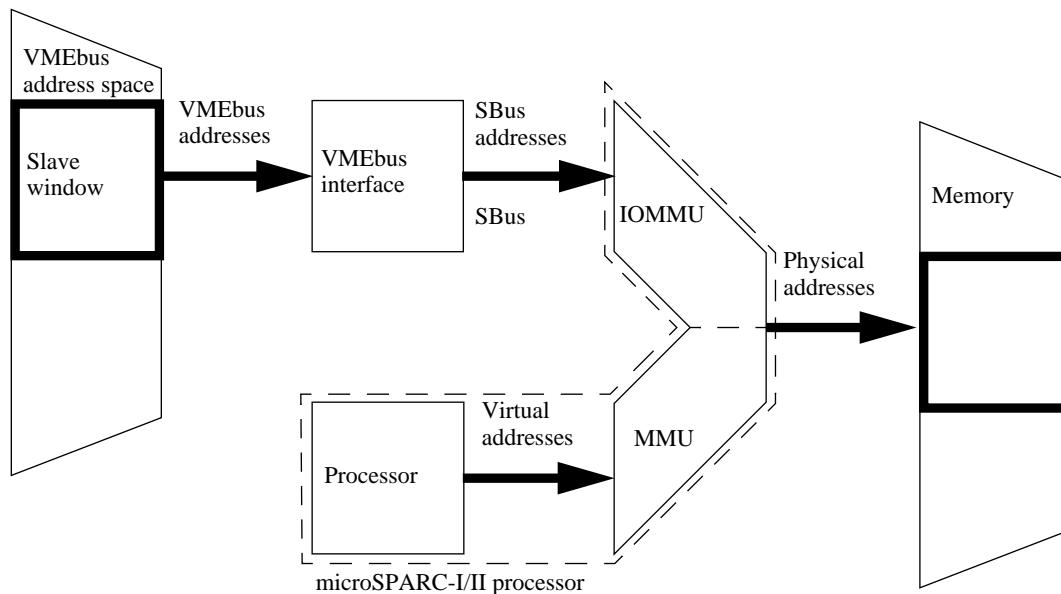 VMEbus
address space
Slave
window
VMEbus
addresses
VMEbus
interface
SBus
addresses
SBus
IOMMU
MMU
Physical
addresses
Memory
Virtual
addresses
Processor
microSPARC-I/II processor